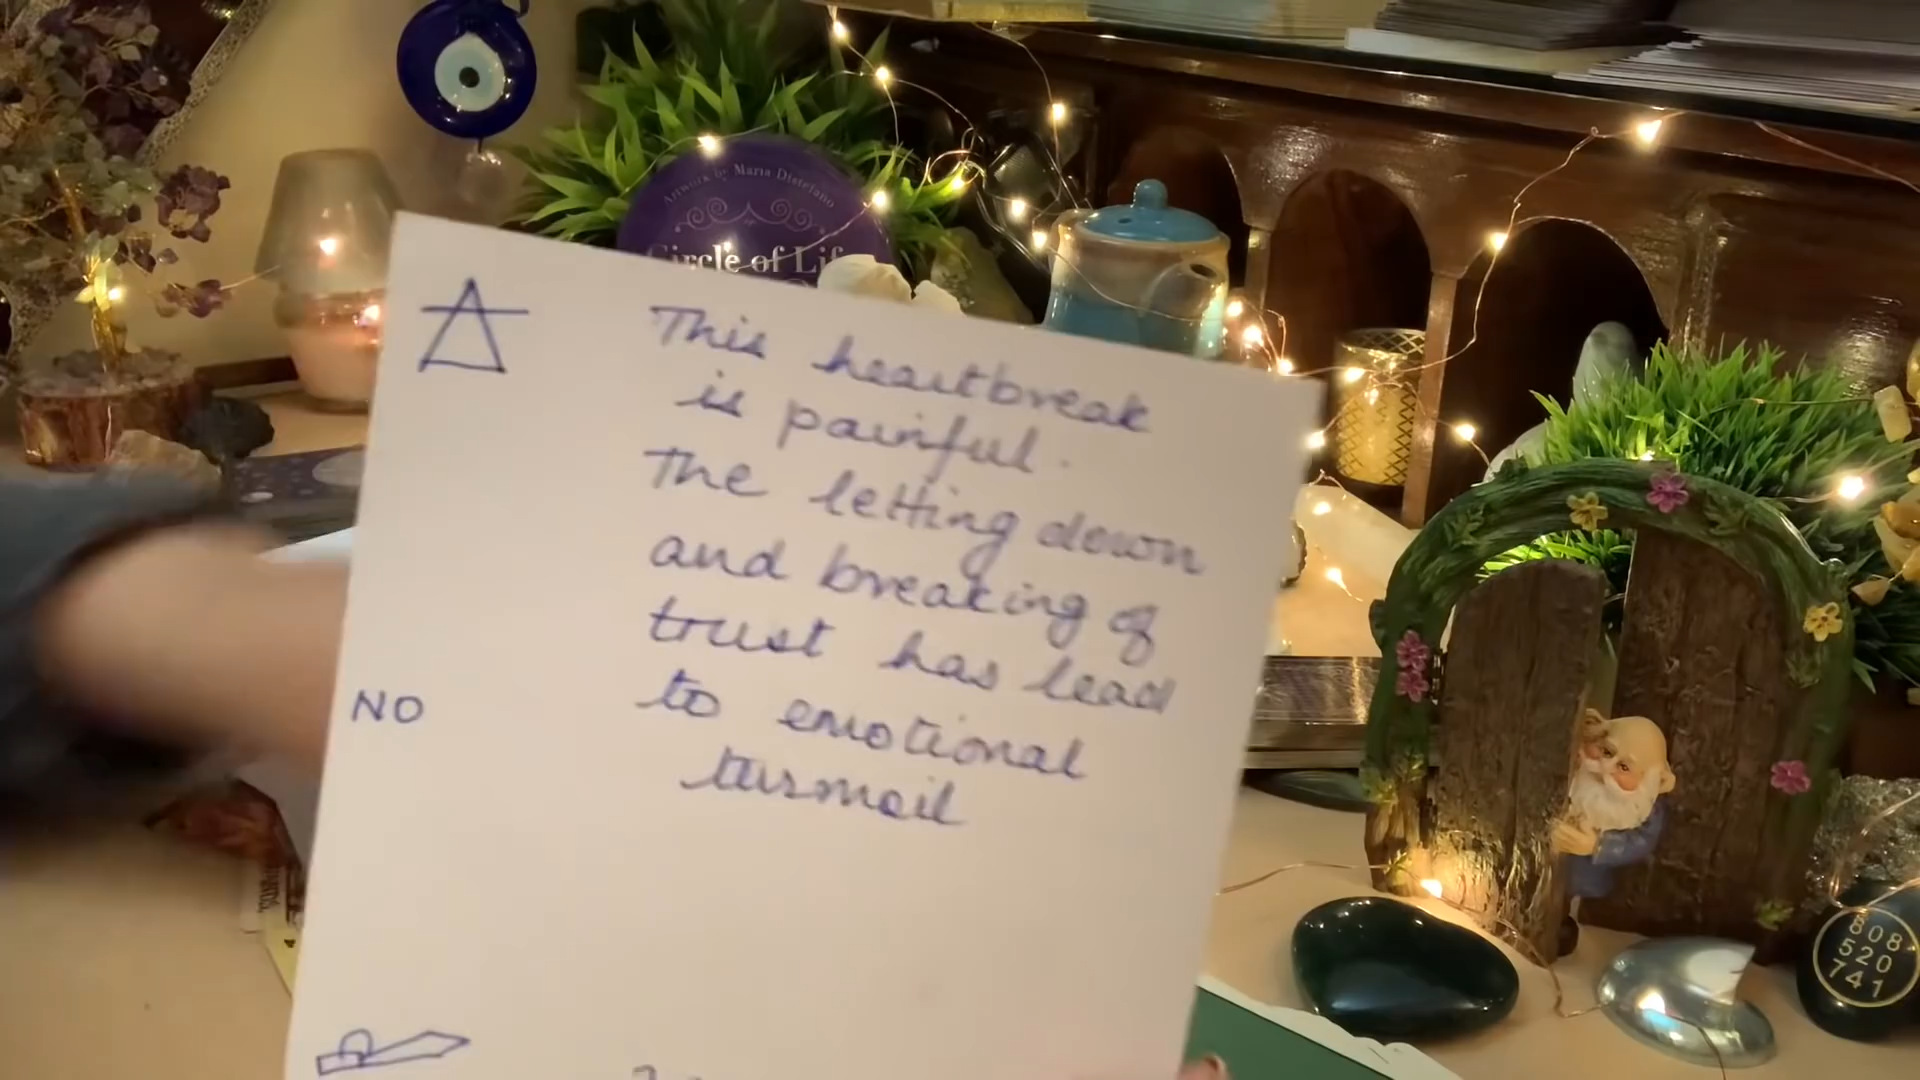 Artwork by Maria Distefano
Circle of Life
This heartbreak
is painful.
The letting down
and breaking of
trust has lead
to emotional
turmoil
NO
808
520
741